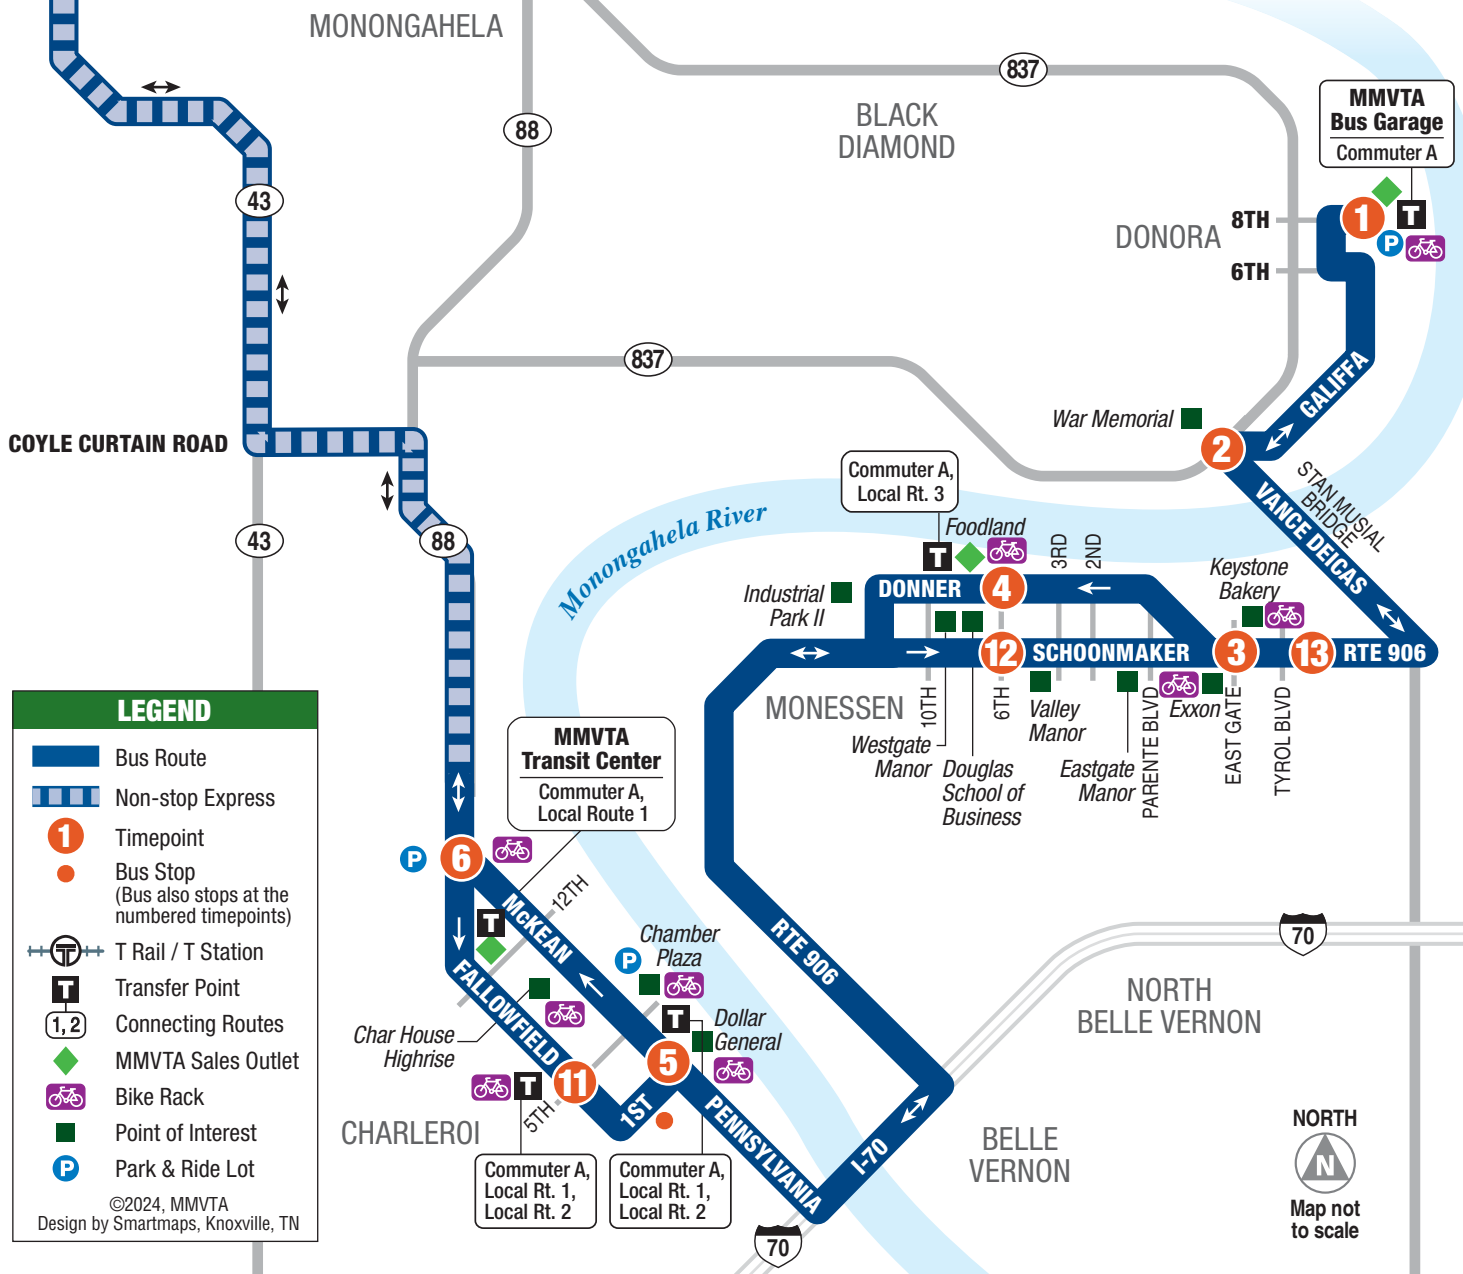 MONONGAHELA
837
88
BLACK
DIAMOND
MMVTA
Bus Garage
Commuter A
43
8TH
1
T
P
DONORA
6TH
837
GALIFFA
War Memorial
2
COYLE CURTAIN ROAD
STAN MUSIAL
BRIDGE
VANCE DEICAS
Commuter A,
Local Rt. 3
Monongahela River
43
88
T
Foodland
3RD
2ND
Keystone
Bakery
Industrial
Park II
DONNER
4
12
SCHOONMAKER
3
13
RTE 906
MONESSEN
10TH
6TH
Valley
Manor
Exxon
EAST GATE
TYROL BLVD
PARENTE BLVD
Westgate
Manor
Douglas
School of
Business
Eastgate
Manor
MMVTA
Transit Center
Commuter A,
Local Route 1
P
6
12TH
McKEAN
T
RTE 906
70
Chamber
Plaza
P
FALLOWFIELD
T
Dollar
General
NORTH
BELLE VERNON
Char House
Highrise
5
11
T
5TH
1ST
PENNSYLVANIA
CHARLEROI
I-70
BELLE
VERNON
Commuter A,
Local Rt. 1,
Local Rt. 2
Commuter A,
Local Rt. 1,
Local Rt. 2
70
NORTH
N
Map not
to scale
LEGEND
Bus Route
Non-stop Express
1
Timepoint
Bus Stop
(Bus also stops at the
numbered timepoints)
T
T Rail / T Station
T
Transfer Point
1, 2
Connecting Routes
MMVTA Sales Outlet
Bike Rack
Point of Interest
P
Park & Ride Lot
©2024, MMVTA
Design by Smartmaps, Knoxville, TN